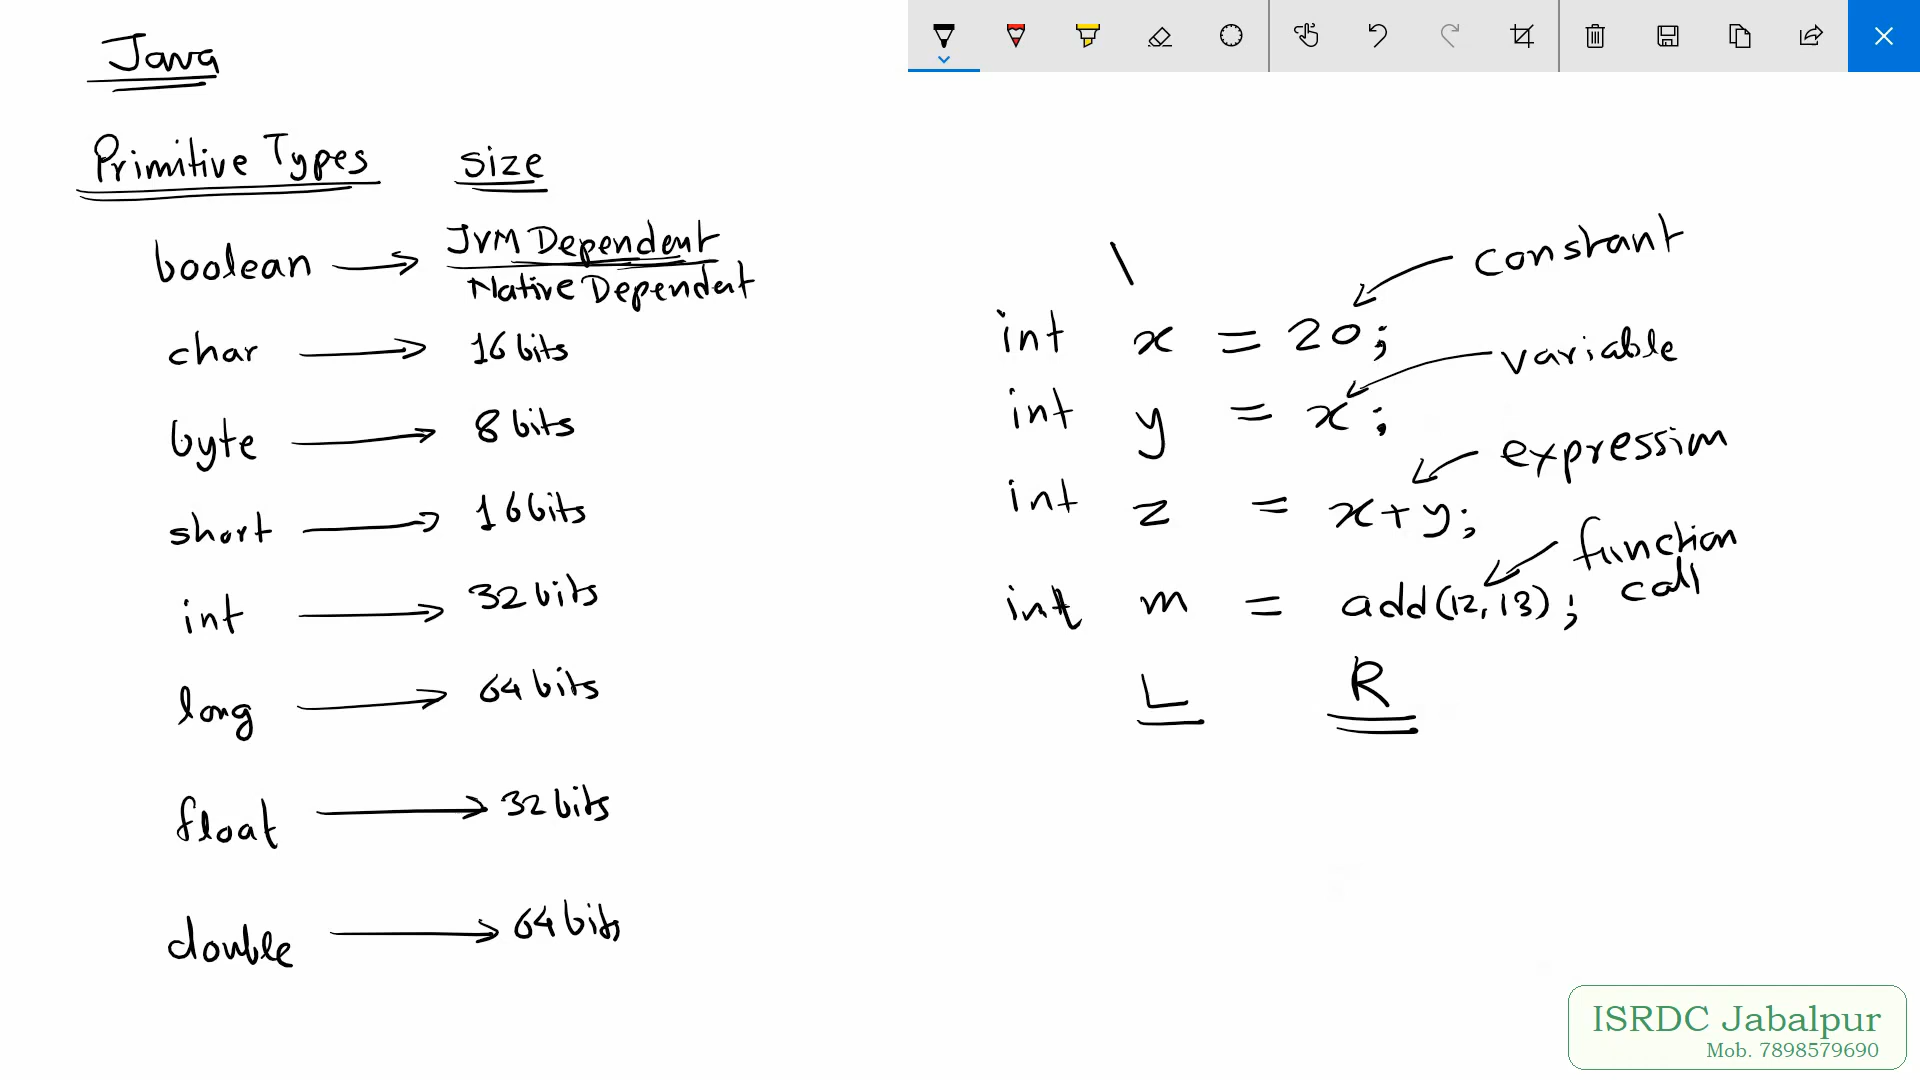 Java
Primitive Types size
boolean → JVM Dependent
Native Dependent
char → 16 bits
byte → 8 bits
short → 16 bits
int → 32 bits
long → 64 bits
float → 32 bits
double → 64 bits
\
constant
int x = 20;
variable
int y = x;
expression
int z = x+y;
function
call
int m = add(12, 13);
L R
ISRDC Jabalpur
Mob. 7898579690